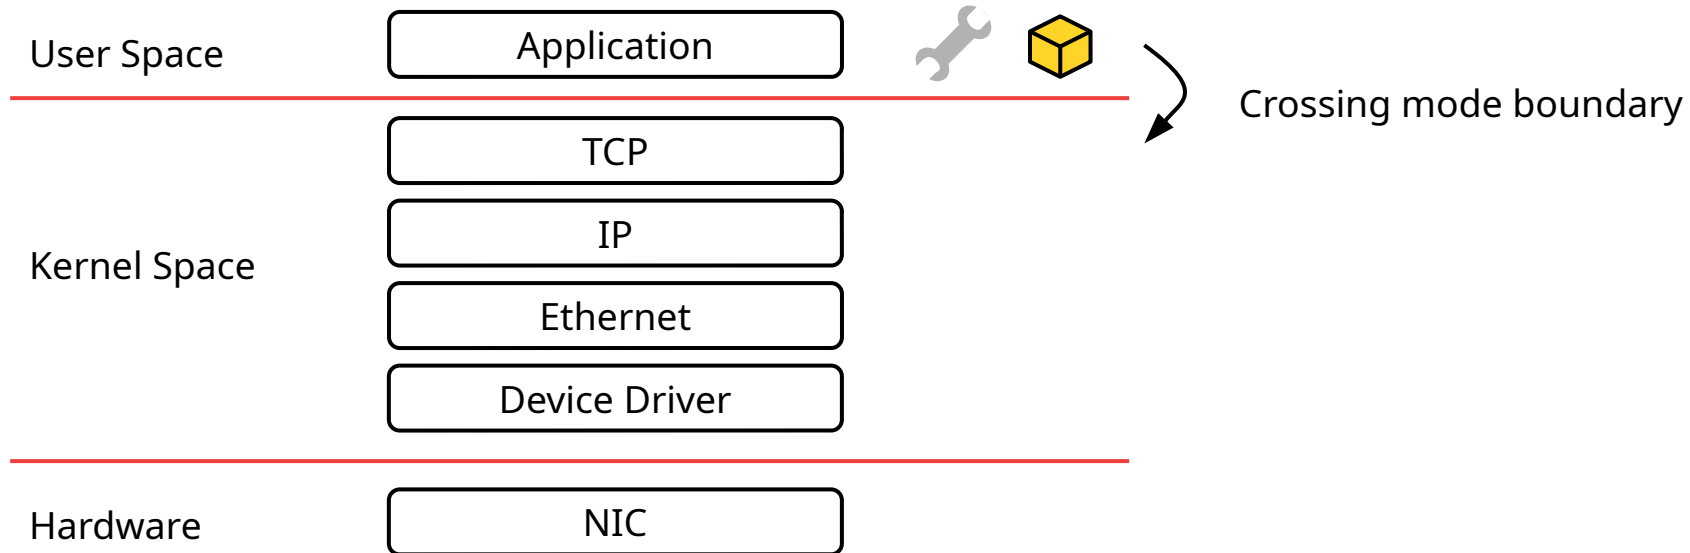 User Space
Application
Crossing mode boundary
TCP
IP
Kernel Space
Ethernet
Device Driver
Hardware
NIC